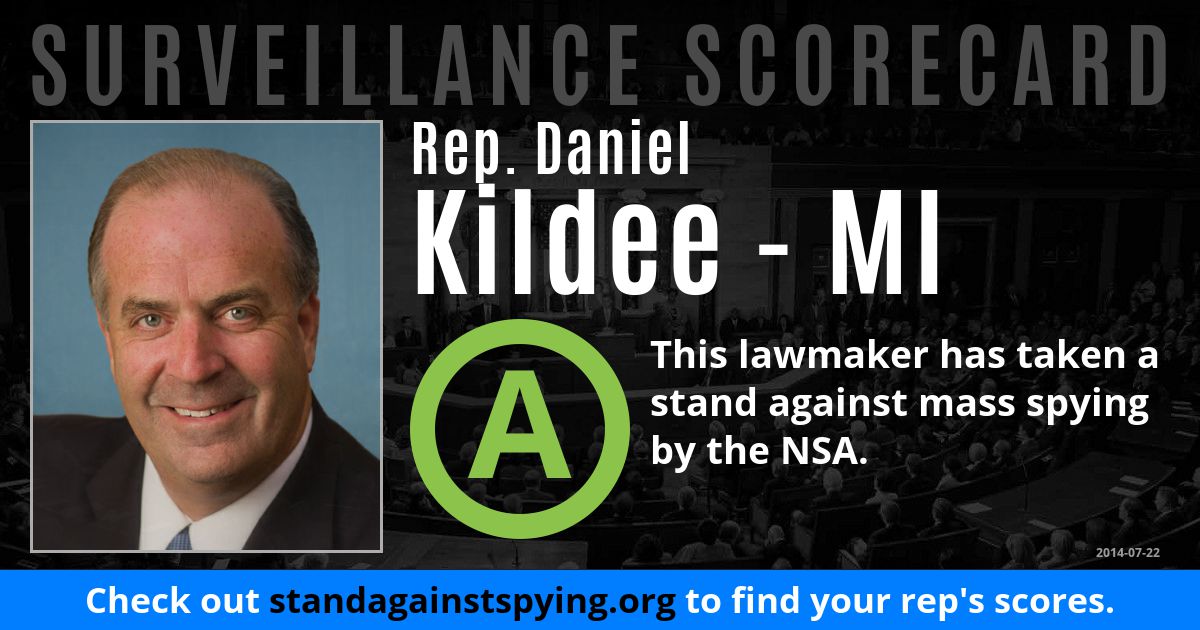 SURVEILLANCE SCORECARD
Rep. Daniel
Kildee - MI
A
This lawmaker has taken a
stand against mass spying
by the NSA.
2014-07-22
Check out standagainstspying.org to find your rep's scores.